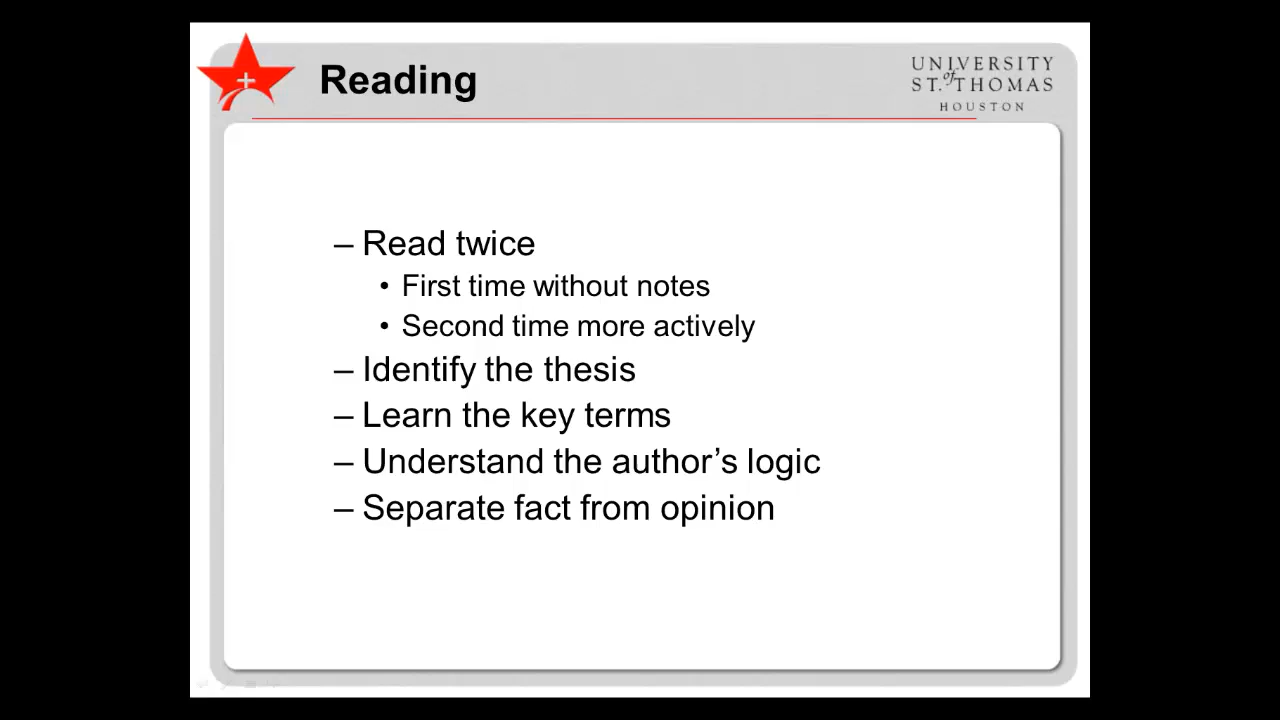 Reading
UNIVERSITY
of
ST. THOMAS
HOUSTON
– Read twice
• First time without notes
• Second time more actively
– Identify the thesis
– Learn the key terms
– Understand the author’s logic
– Separate fact from opinion